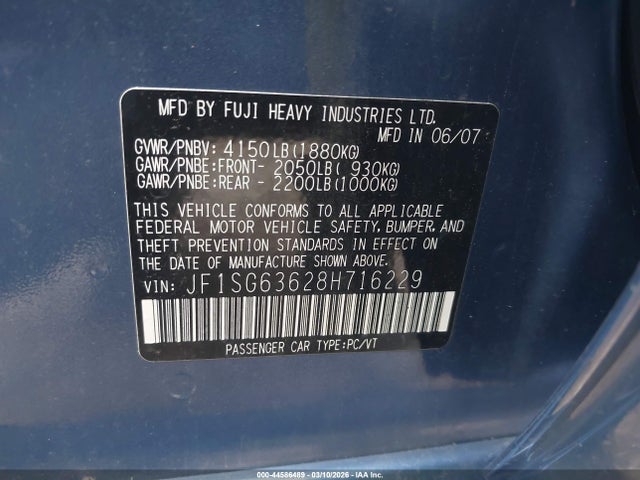 MFD BY FUJI HEAVY INDUSTRIES LTD.
MFD IN 06/07
GVWR/PNBV: 4150LB(1880KG)
GAWR/PNBE:FRONT- 2050LB( 930KG)
GAWR/PNBE:REAR - 2200LB(1000KG)
THIS VEHICLE CONFORMS TO ALL APPLICABLE
FEDERAL MOTOR VEHICLE SAFETY, BUMPER, AND
THEFT PREVENTION STANDARDS IN EFFECT ON
THE DATE OF MANUFACTURE SHOWN ABOVE.
VIN: JF1SG63628H716229
PASSENGER CAR TYPE:PC/VT
000-44586489 - 03/10/2026 - IAA Inc.